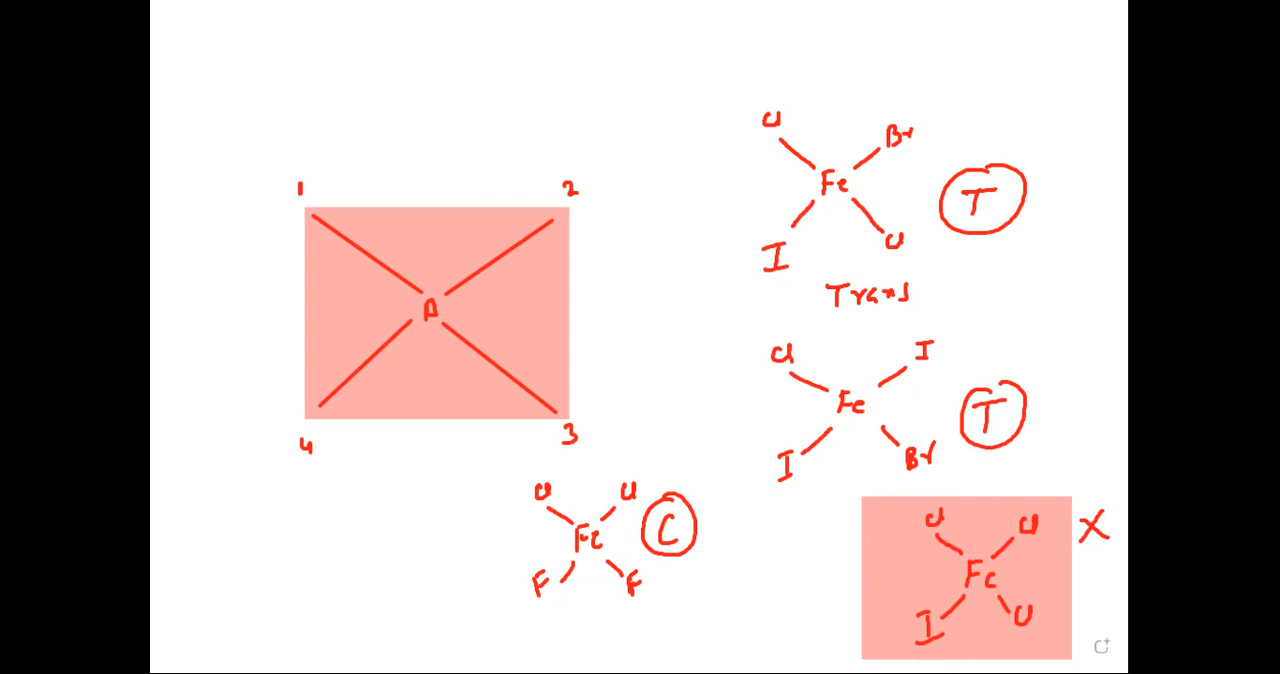 1 2
A
4 3
Cl Br
Fe T
I Cl
Trans
Cl I
Fe T
I Br
Cl Cl
Fe C
F F
Cl Cl X
Fe
I Cl